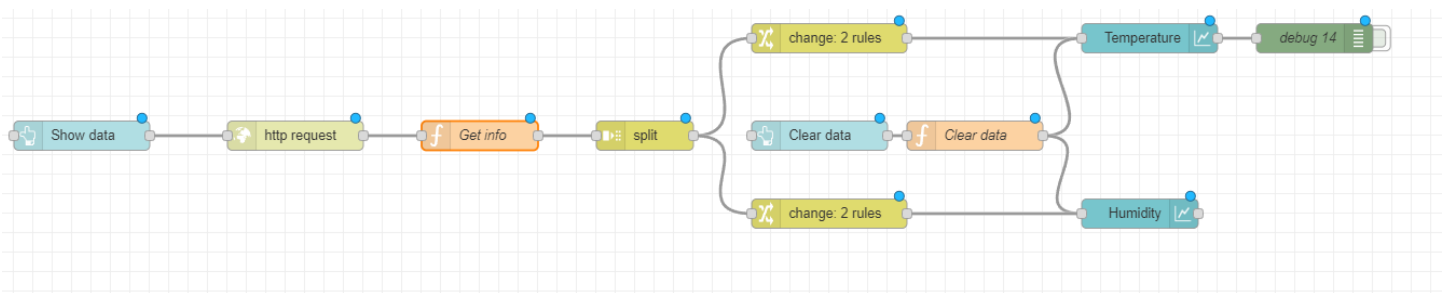 change: 2 rules
Temperature
debug 14
Show data
http request
f
Get info
split
Clear data
f
Clear data
change: 2 rules
Humidity